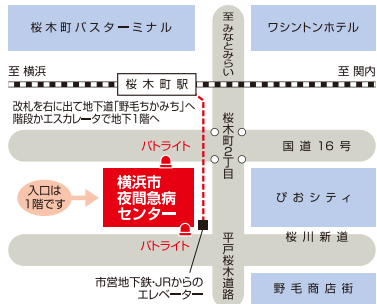 桜木町バスターミナル
至みなとみらい
ワシントンホテル
至 横浜
桜木町駅
至 関内
改札を右に出て地下道「野毛ちかみち」へ
階段かエスカレータで地下1階へ
桜木町2丁目
パトライト
国道16号
入口は
1階です
横浜市
夜間急病
センター
ぴおシティ
パトライト
桜川新道
平戸桜木道路
市営地下鉄・JRからの
エレベーター
野毛商店街